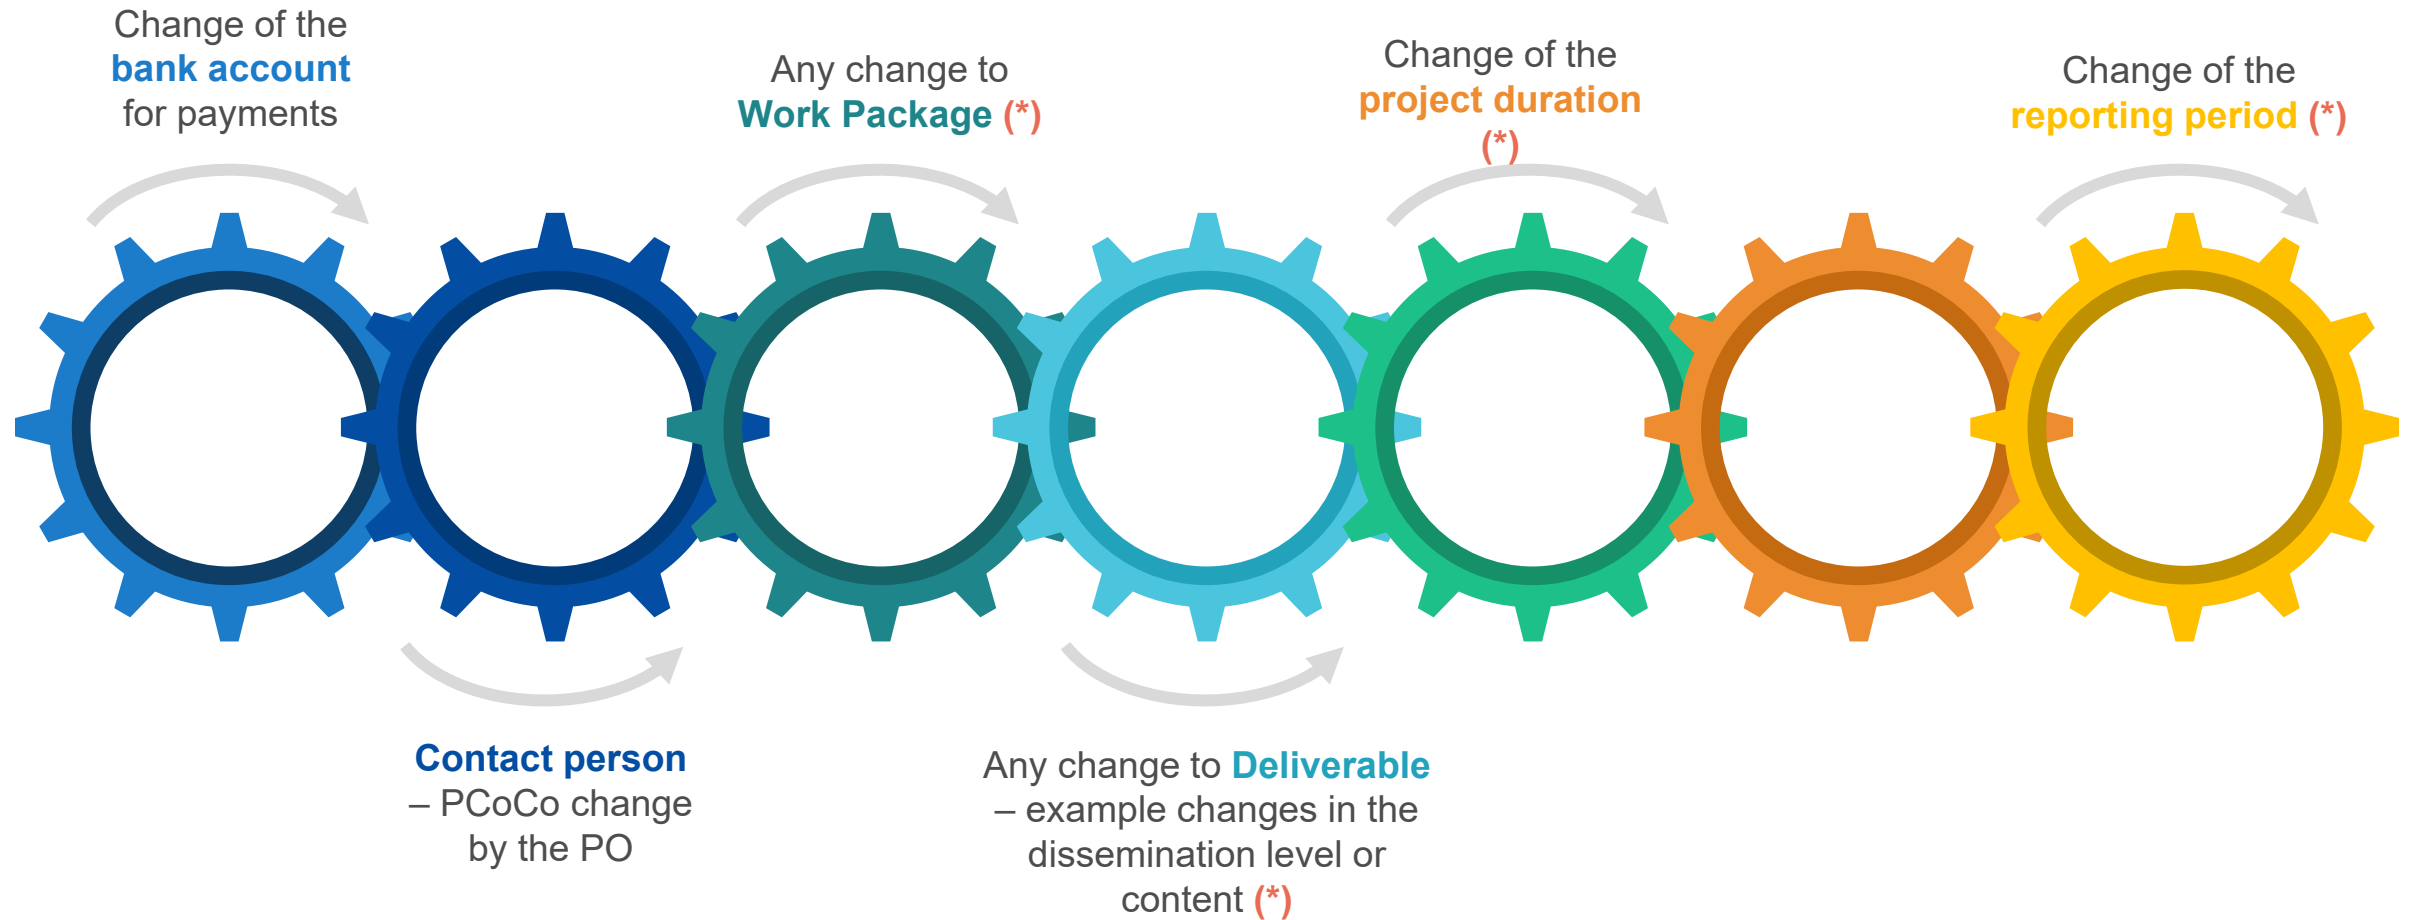 Change of the
bank account
for payments
Any change to
Work Package (*)
Change of the
project duration
(*)
Change of the
reporting period (*)
Contact person
– PCoCo change
by the PO
Any change to Deliverable
– example changes in the
dissemination level or
content (*)